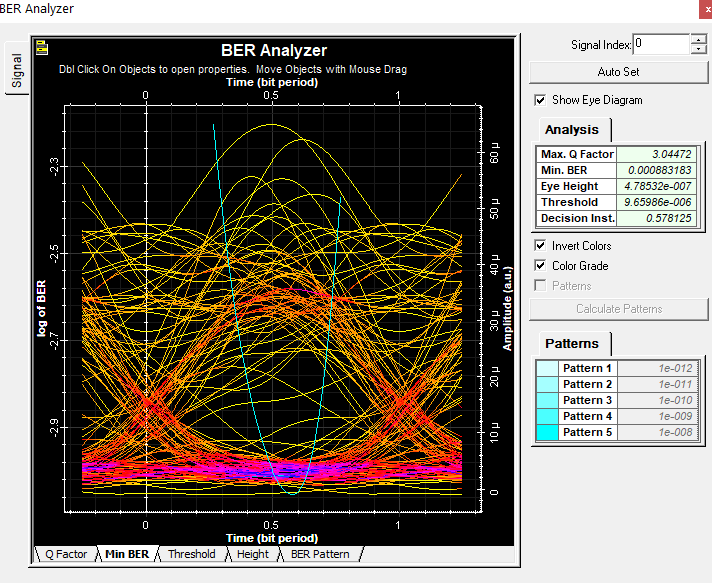 BER Analyzer
Signal
BER Analyzer
Dbl Click On Objects to open properties. Move Objects with Mouse Drag
Time (bit period)
0 0.5 1
log of BER
-2.3
-2.5
-2.7
-2.9
Amplitude (a.u.)
60 µ
50 µ
40 µ
30 µ
20 µ
10 µ
0
0 0.5 1
Time (bit period)
Q Factor Min BER Threshold Height BER Pattern
Signal Index: 0
Auto Set
Show Eye Diagram
Analysis
Max. Q Factor 3.04472
Min. BER 0.000883183
Eye Height 4.78532e-007
Threshold 9.65986e-006
Decision Inst. 0.578125
Invert Colors
Color Grade
Patterns
Calculate Patterns
Patterns
Pattern 1 1e-012
Pattern 2 1e-011
Pattern 3 1e-010
Pattern 4 1e-009
Pattern 5 1e-008